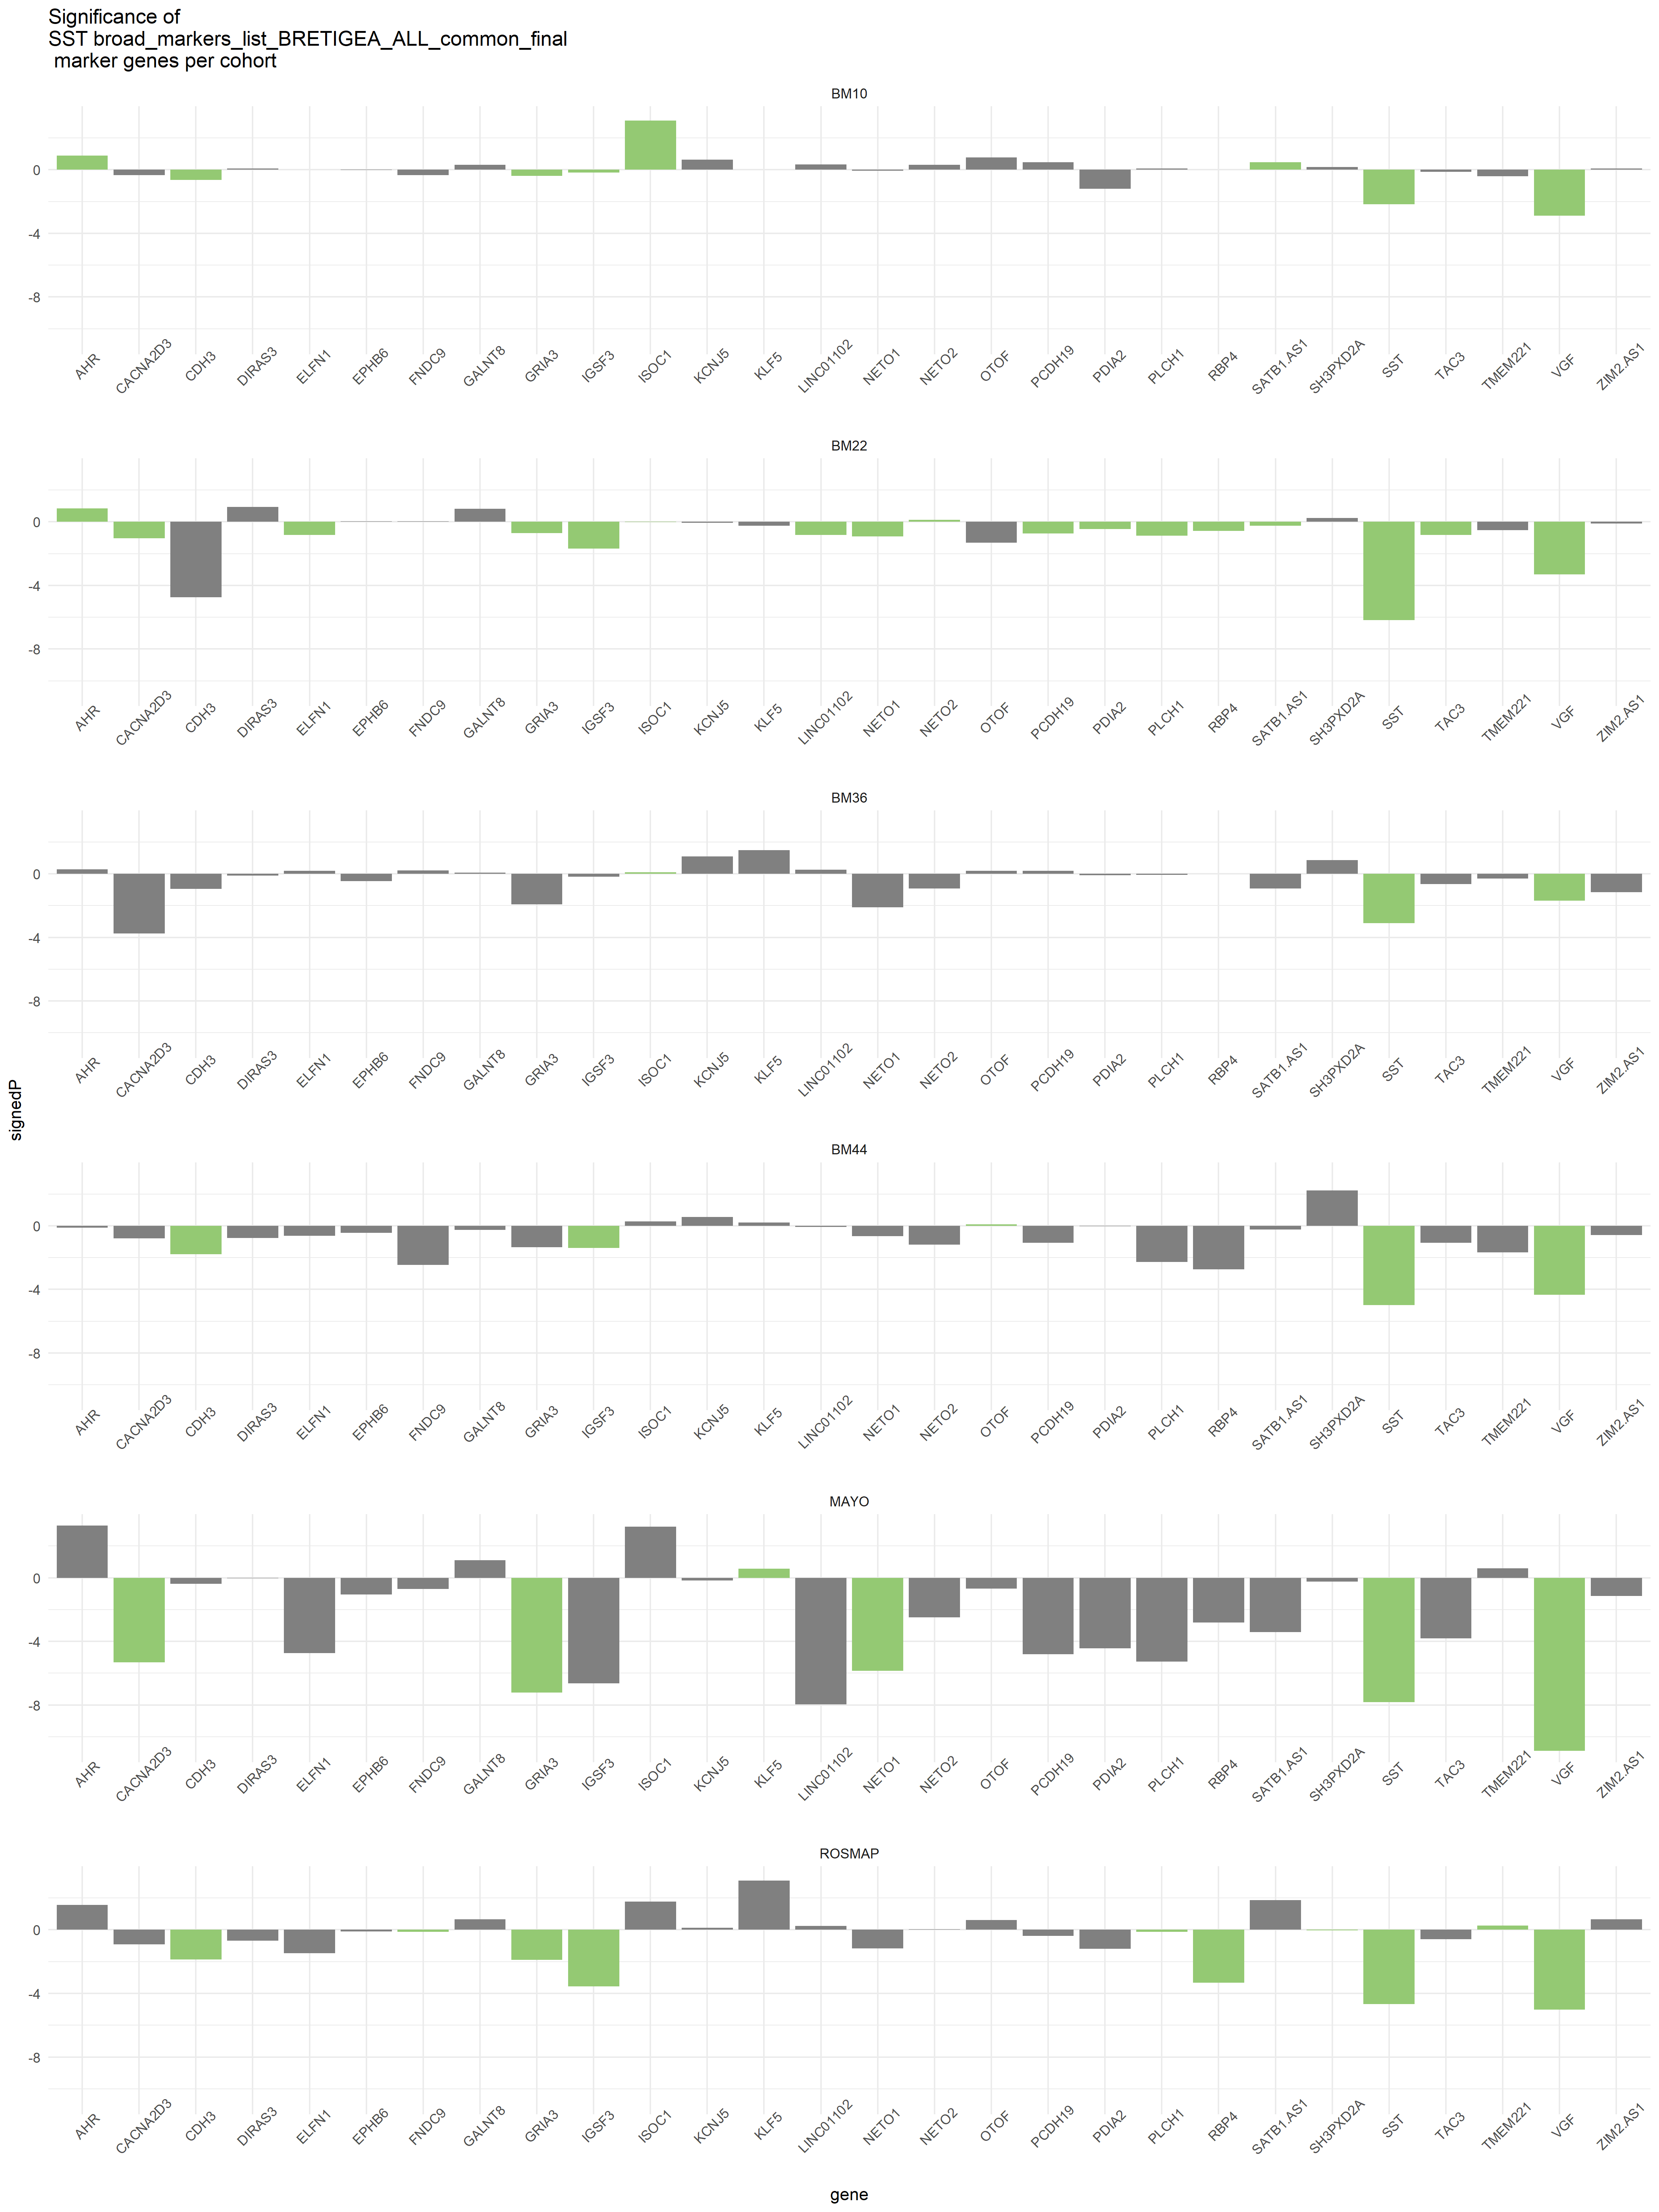 Significance of
SST broad_markers_list_BRETIGEA_ALL_common_final
marker genes per cohort
signedP
BM10
0
-4
-8
AHR CACNA2D3 CDH3 DIRAS3 ELFN1 EPHB6 FNDC9 GALNT8 GRIA3 IGSF3 ISOC1 KCNJ5 KLF5 LINC01102 NETO1 NETO2 OTOF PCDH19 PDIA2 PLCH1 RBP4 SATB1.AS1 SH3PXD2A SST TAC3 TMEM221 VGF ZIM2.AS1
BM22
0
-4
-8
AHR CACNA2D3 CDH3 DIRAS3 ELFN1 EPHB6 FNDC9 GALNT8 GRIA3 IGSF3 ISOC1 KCNJ5 KLF5 LINC01102 NETO1 NETO2 OTOF PCDH19 PDIA2 PLCH1 RBP4 SATB1.AS1 SH3PXD2A SST TAC3 TMEM221 VGF ZIM2.AS1
BM36
0
-4
-8
AHR CACNA2D3 CDH3 DIRAS3 ELFN1 EPHB6 FNDC9 GALNT8 GRIA3 IGSF3 ISOC1 KCNJ5 KLF5 LINC01102 NETO1 NETO2 OTOF PCDH19 PDIA2 PLCH1 RBP4 SATB1.AS1 SH3PXD2A SST TAC3 TMEM221 VGF ZIM2.AS1
BM44
0
-4
-8
AHR CACNA2D3 CDH3 DIRAS3 ELFN1 EPHB6 FNDC9 GALNT8 GRIA3 IGSF3 ISOC1 KCNJ5 KLF5 LINC01102 NETO1 NETO2 OTOF PCDH19 PDIA2 PLCH1 RBP4 SATB1.AS1 SH3PXD2A SST TAC3 TMEM221 VGF ZIM2.AS1
MAYO
0
-4
-8
AHR CACNA2D3 CDH3 DIRAS3 ELFN1 EPHB6 FNDC9 GALNT8 GRIA3 IGSF3 ISOC1 KCNJ5 KLF5 LINC01102 NETO1 NETO2 OTOF PCDH19 PDIA2 PLCH1 RBP4 SATB1.AS1 SH3PXD2A SST TAC3 TMEM221 VGF ZIM2.AS1
ROSMAP
0
-4
-8
AHR CACNA2D3 CDH3 DIRAS3 ELFN1 EPHB6 FNDC9 GALNT8 GRIA3 IGSF3 ISOC1 KCNJ5 KLF5 LINC01102 NETO1 NETO2 OTOF PCDH19 PDIA2 PLCH1 RBP4 SATB1.AS1 SH3PXD2A SST TAC3 TMEM221 VGF ZIM2.AS1
gene